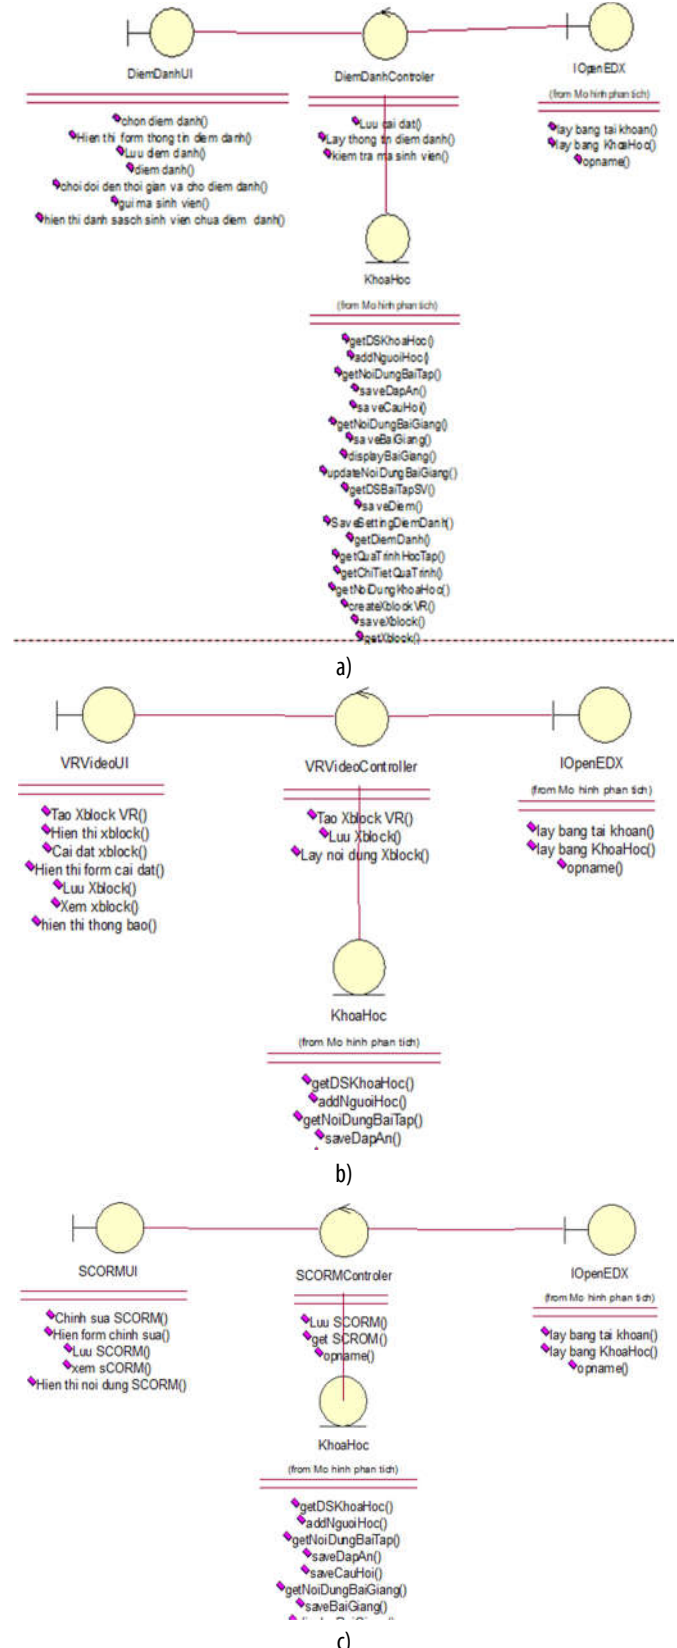 DiemDanhUI
DiemDanhControler
IOpenEDX
(from Mo hinh phan tich)
chon diem danh()
Hien thi form thong tin diem danh()
Luu diem danh()
diem danh()
choi doi den thoi gian va cho diem danh()
gui ma sinh vien()
hien thi danh sasch sinh vien chua diem danh()
Luu cai dat()
Lay thong tin diem danh()
kiem tra ma sinh vien()
lay bang tai khoan()
lay bang KhoaHoc()
opname()
KhoaHoc
(from Mo hinh phan tich)
getDSKhoaHoc()
addNguoiHoc()
getNoiDungBaiTap()
saveDapAn()
saveCauHoi()
getNoiDungBaiGiang()
saveBaiGiang()
displayBaiGiang()
updateNoiDungBaiGiang()
getDSBaiTapSV()
saveDiem()
SaveSettingDiemDanh()
getDiemDanh()
getQuaTrinhHocTap()
getChiTietQuaTrinh()
getNoiDungKhoaHoc()
createXblockVR()
saveXblock()
getXblock()
a)
VRVideoUI
VRVideoController
IOpenEDX
(from Mo hinh phan tich)
Tao Xblock VR()
Hien thi xblock()
Cai dat xblock()
Hien thi form cai dat()
Luu Xblock()
Xem xblock()
hien thi thong bao()
Tao Xblock VR()
Luu Xblock()
Lay noi dung Xblock()
lay bang tai khoan()
lay bang KhoaHoc()
opname()
KhoaHoc
(from Mo hinh phan tich)
getDSKhoaHoc()
addNguoiHoc()
getNoiDungBaiTap()
saveDapAn()
b)
SCORMUI
SCORMControler
IOpenEDX
(from Mo hinh phan tich)
Chinh sua SCORM()
Hien form chinh sua()
Luu SCORM()
xem sCORM()
Hien thi noi dung SCORM()
Luu SCORM()
get SCROM()
opname()
lay bang tai khoan()
lay bang KhoaHoc()
opname()
KhoaHoc
(from Mo hinh phan tich)
getDSKhoaHoc()
addNguoiHoc()
getNoiDungBaiTap()
saveDapAn()
saveCauHoi()
getNoiDungBaiGiang()
saveBaiGiang()
c)